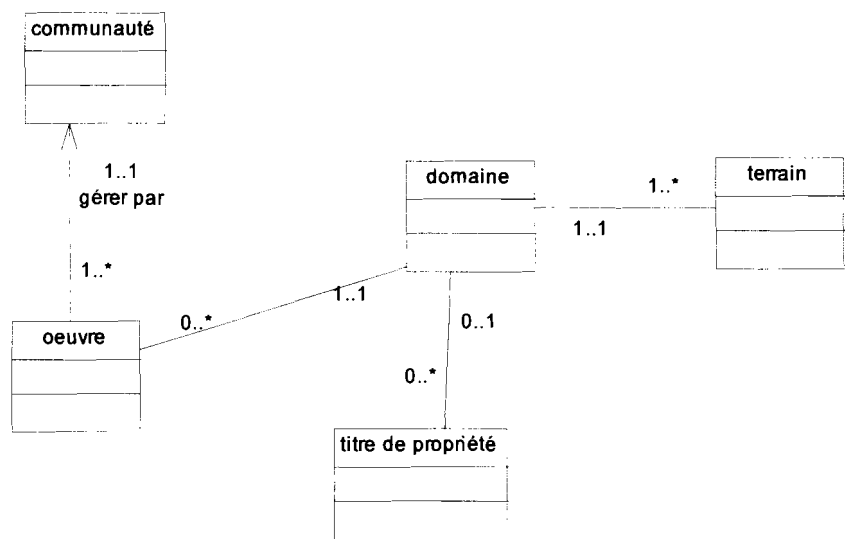 communauté
1..1
gérer par
1..*
oeuvre
0..*
1..1
domaine
1..1
1..*
terrain
0..1
0..*
titre de propriété